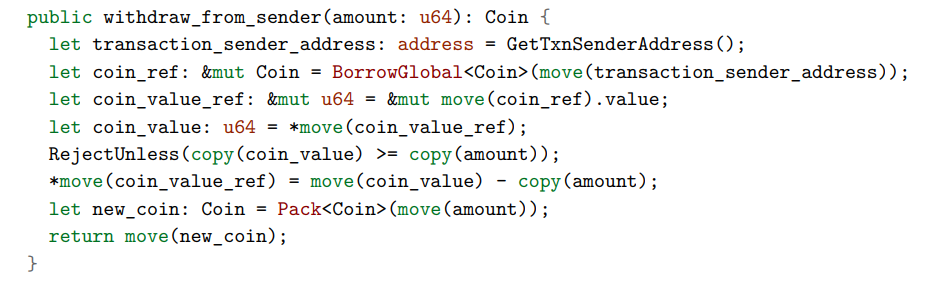 public withdraw_from_sender(amount: u64): Coin {
  let transaction_sender_address: address = GetTxnSenderAddress();
  let coin_ref: &mut Coin = BorrowGlobal<Coin>(move(transaction_sender_address));
  let coin_value_ref: &mut u64 = &mut move(coin_ref).value;
  let coin_value: u64 = *move(coin_value_ref);
  RejectUnless(copy(coin_value) >= copy(amount));
  *move(coin_value_ref) = move(coin_value) - copy(amount);
  let new_coin: Coin = Pack<Coin>(move(amount));
  return move(new_coin);
}